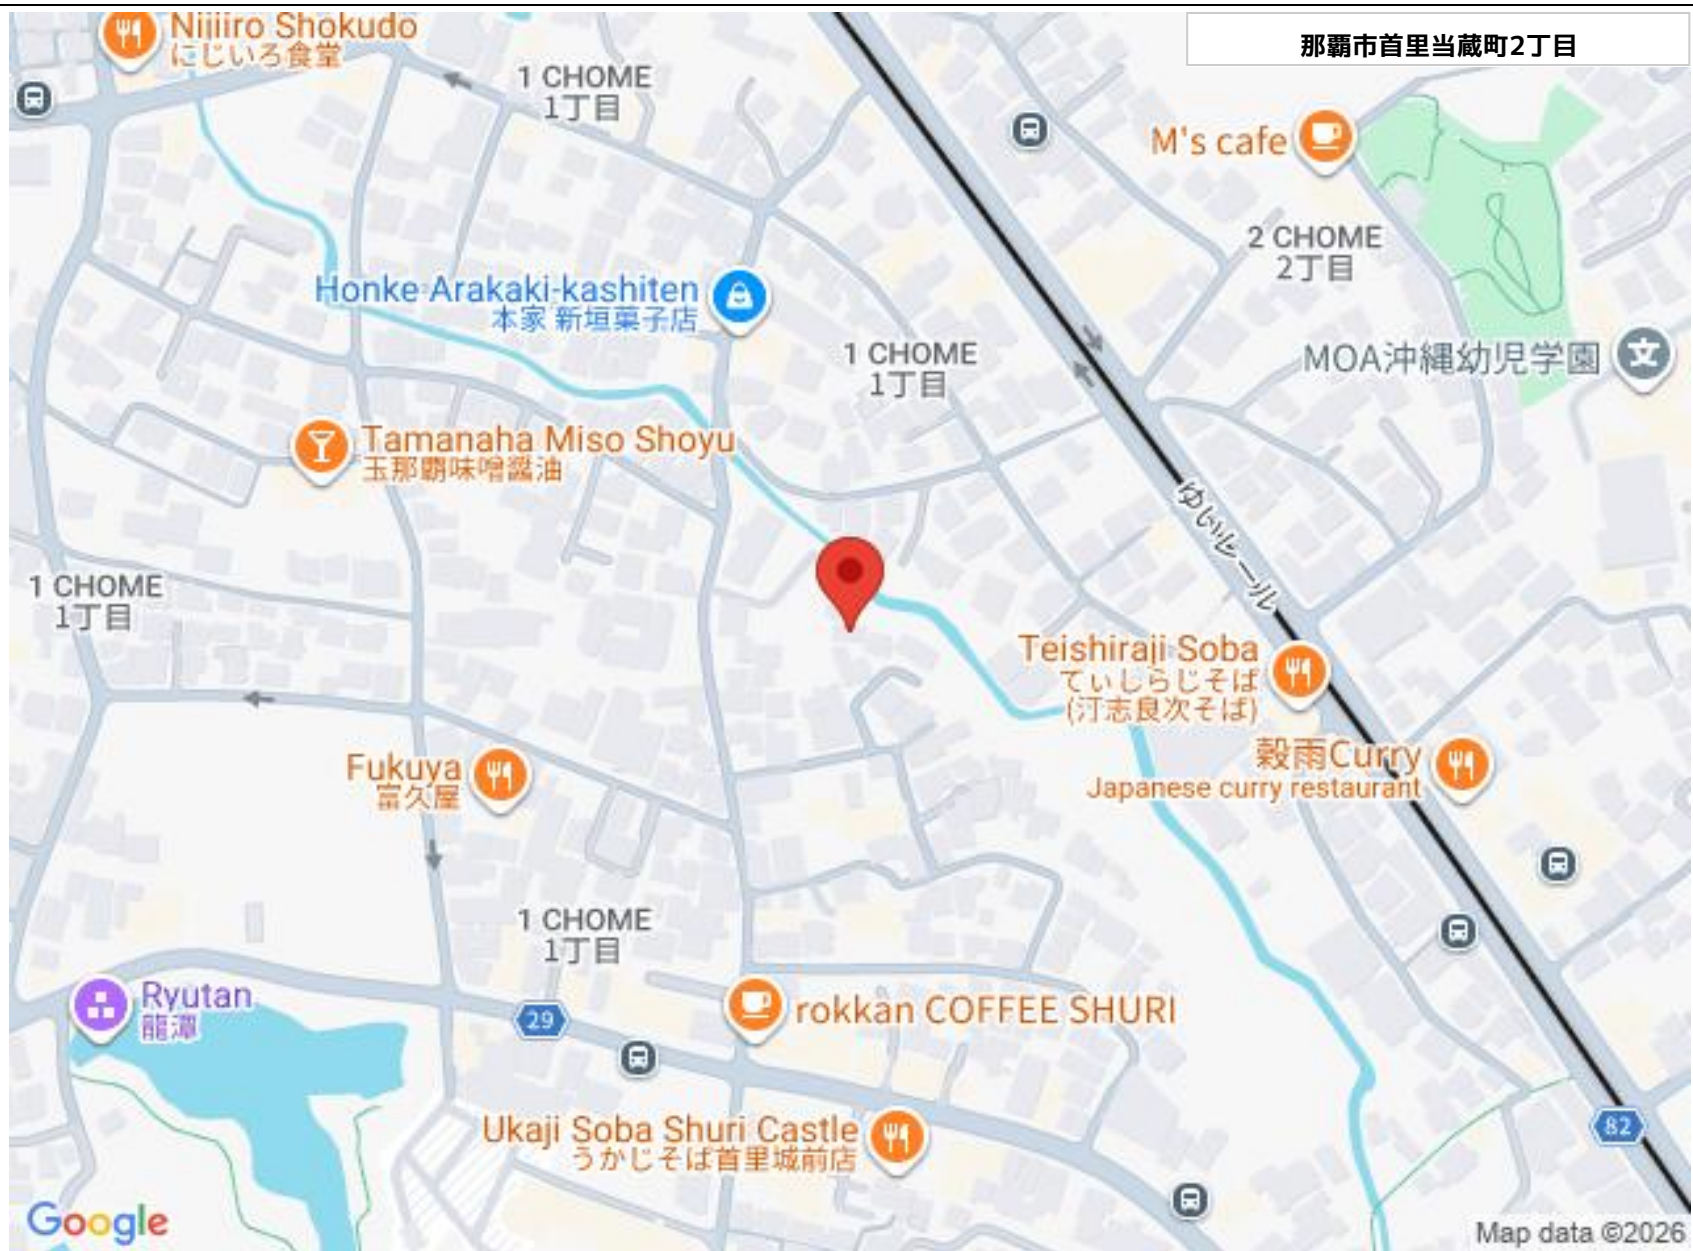 Nijiiro Shokudo
にじいろ食堂
那覇市首里当蔵町2丁目
1 CHOME
1丁目
M's cafe
2 CHOME
2丁目
Honke Arakaki-kashiten
本家 新垣菓子店
1 CHOME
1丁目
MOA沖縄幼児学園
文
Tamanaha Miso Shoyu
玉那覇味噌醤油
ゆいレール
1 CHOME
1丁目
Teishiraji Soba
てぃしらじそば
(汀志良次そば)
穀雨Curry
Japanese curry restaurant
Fukuya
富久屋
1 CHOME
1丁目
Ryutan
龍潭
29
rokkan COFFEE SHURI
Ukaji Soba Shuri Castle
うかじそば首里城前店
82
Google
Map data ©2026